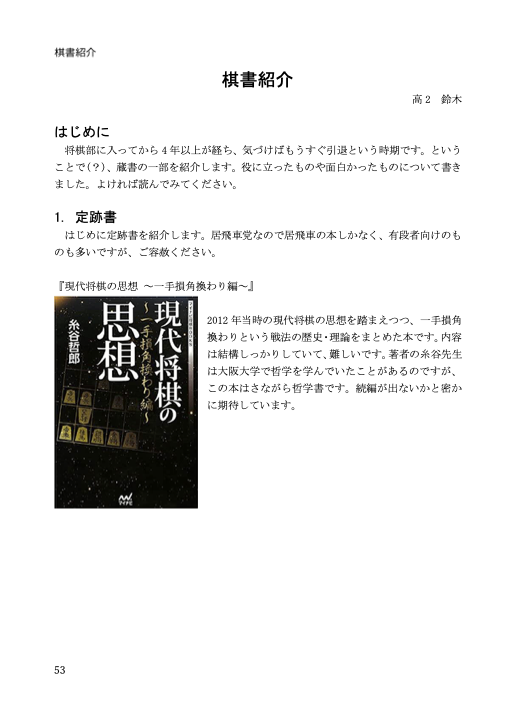 棋書紹介
棋書紹介
高2　鈴木
はじめに
将棋部に入ってから4年以上が経ち、気づけばもうすぐ引退という時期です。という
ことで(？)、蔵書の一部を紹介します。役に立ったものや面白かったものについて書き
ました。よければ読んでみてください。
1. 定跡書
はじめに定跡書を紹介します。居飛車党なので居飛車の本しかなく、有段者向けのも
のも多いですが、ご容赦ください。
『現代将棋の思想 ～一手損角換わり編～』
現代将棋の
思想
～一手損角換わり編～
糸谷哲郎
マイナビ
2012年当時の現代将棋の思想を踏まえつつ、一手損角
換わりという戦法の歴史・理論をまとめた本です。内容
は結構しっかりしていて、難しいです。著者の糸谷先生
は大阪大学で哲学を学んでいたことがあるのですが、
この本はさながら哲学書です。続編が出ないかと密か
に期待しています。
53